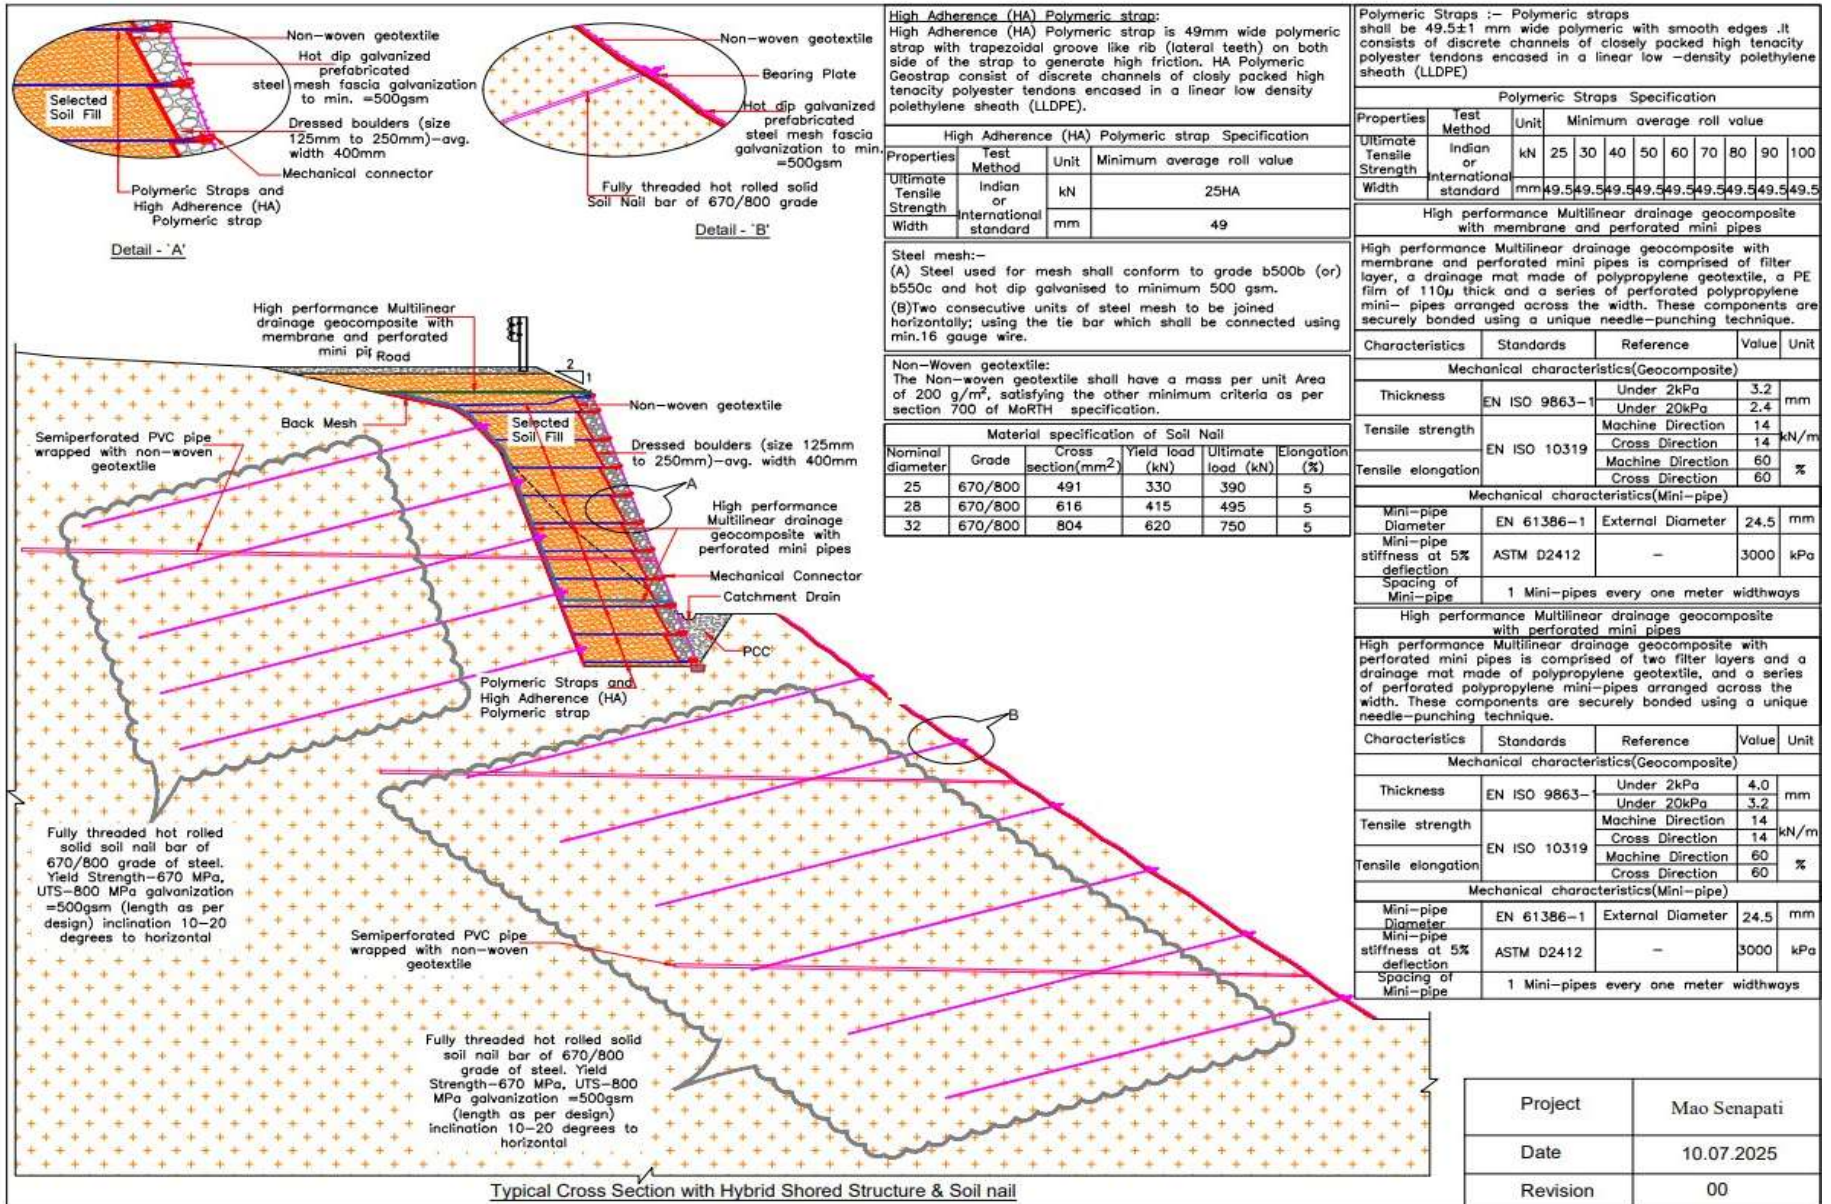 Non-woven geotextile
Hot dip galvanized
prefabricated
steel mesh fascia galvanization
to min. =500gsm
Selected
Soil Fill
Dressed boulders (size
125mm to 250mm)-avg.
width 400mm
Mechanical connector
Polymeric Straps and
High Adherence (HA)
Polymeric strap
Detail - `A'
Non-woven geotextile
Bearing Plate
Hot dip galvanized
prefabricated
steel mesh fascia
galvanization to min.
=500gsm
Fully threaded hot rolled solid
Soil Nail bar of 670/800 grade
Detail - `B'
High performance Multilinear
drainage geocomposite with
membrane and perforated
mini pip
Road
2
1
Non-woven geotextile
Back Mesh
Selected
Soil Fill
Semiperforated PVC pipe
wrapped with non-woven
geotextile
Dressed boulders (size 125mm
to 250mm)-avg. width 400mm
A
High performance
Multilinear drainage
geocomposite with
perforated mini pipes
Mechanical Connector
Catchment Drain
PCC
Polymeric Straps and
High Adherence (HA)
Polymeric strap
B
Fully threaded hot rolled
solid soil nail bar of
670/800 grade of steel.
Yield Strength-670 MPa,
UTS-800 MPa galvanization
=500gsm (length as per
design) inclination 10-20
degrees to horizontal
Semiperforated PVC pipe
wrapped with non-woven
geotextile
Fully threaded hot rolled solid
soil nail bar of 670/800
grade of steel. Yield
Strength-670 MPa, UTS-800
MPa galvanization =500gsm
(length as per design)
inclination 10-20 degrees to
horizontal
Typical Cross Section with Hybrid Shored Structure & Soil nail
High Adherence (HA) Polymeric strap:
High Adherence (HA) Polymeric strap is 49mm wide polymeric
strap with trapezoidal groove like rib (lateral teeth) on both
side of the strap to generate high friction. HA Polymeric
Geostrap consist of discrete channels of closly packed high
tenacity polyester tendons encased in a linear low density
polethylene sheath (LLDPE).
High Adherence (HA) Polymeric strap Specification
Properties Test Method Unit Minimum average roll value
Ultimate Tensile Strength Indian or International standard kN 25HA
Width mm 49
Steel mesh:-
(A) Steel used for mesh shall conform to grade b500b (or)
b550c and hot dip galvanised to minimum 500 gsm.
(B)Two consecutive units of steel mesh to be joined
horizontally; using the tie bar which shall be connected using
min.16 gauge wire.
Non-Woven geotextile:
The Non-woven geotextile shall have a mass per unit Area
of 200 g/m², satisfying the other minimum criteria as per
section 700 of MoRTH specification.
Material specification of Soil Nail
Nominal diameter Grade Cross section(mm²) Yield load (kN) Ultimate load (kN) Elongation (%)
25 670/800 491 330 390 5
28 670/800 616 415 495 5
32 670/800 804 620 750 5
Polymeric Straps :- Polymeric straps
shall be 49.5±1 mm wide polymeric with smooth edges .It
consists of discrete channels of closely packed high tenacity
polyester tendons encased in a linear low -density polethylene
sheath (LLDPE)
Polymeric Straps Specification
Properties Test Method Unit Minimum average roll value
Ultimate Tensile Strength Indian or International standard kN 25 30 40 50 60 70 80 90 100
Width mm 49.5 49.5 49.5 49.5 49.5 49.5 49.5 49.5 49.5
High performance Multilinear drainage geocomposite
with membrane and perforated mini pipes
High performance Multilinear drainage geocomposite with
membrane and perforated mini pipes is comprised of filter
layer, a drainage mat made of polypropylene geotextile, a PE
film of 110µ thick and a series of perforated polypropylene
mini- pipes arranged across the width. These components are
securely bonded using a unique needle-punching technique.
Characteristics Standards Reference Value Unit
Mechanical characteristics(Geocomposite)
Thickness EN ISO 9863-1 Under 2kPa 3.2 mm
Under 20kPa 2.4
Tensile strength EN ISO 10319 Machine Direction 14 kN/m
Cross Direction 14
Tensile elongation Machine Direction 60 %
Cross Direction 60
Mechanical characteristics(Mini-pipe)
Mini-pipe Diameter EN 61386-1 External Diameter 24.5 mm
Mini-pipe stiffness at 5% deflection ASTM D2412 - 3000 kPa
Spacing of Mini-pipe 1 Mini-pipes every one meter widthways
High performance Multilinear drainage geocomposite
with perforated mini pipes
High performance Multilinear drainage geocomposite with
perforated mini pipes is comprised of two filter layers and a
drainage mat made of polypropylene geotextile, and a series
of perforated polypropylene mini-pipes arranged across the
width. These components are securely bonded using a unique
needle-punching technique.
Characteristics Standards Reference Value Unit
Mechanical characteristics(Geocomposite)
Thickness EN ISO 9863-1 Under 2kPa 4.0 mm
Under 20kPa 3.2
Tensile strength EN ISO 10319 Machine Direction 14 kN/m
Cross Direction 14
Tensile elongation Machine Direction 60 %
Cross Direction 60
Mechanical characteristics(Mini-pipe)
Mini-pipe Diameter EN 61386-1 External Diameter 24.5 mm
Mini-pipe stiffness at 5% deflection ASTM D2412 - 3000 kPa
Spacing of Mini-pipe 1 Mini-pipes every one meter widthways
Project Mao Senapati
Date 10.07.2025
Revision 00